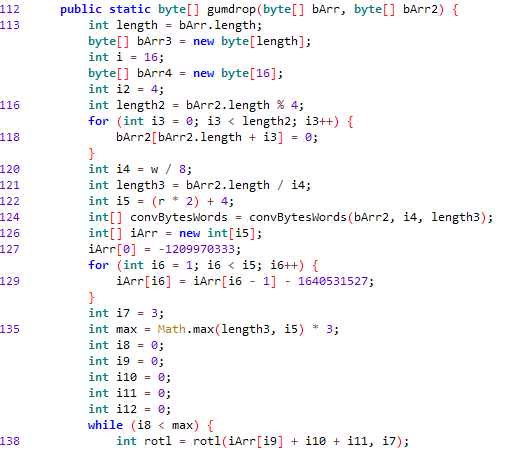 112 public static byte[] gumdrop(byte[] bArr, byte[] bArr2) {
113 int length = bArr.length;
byte[] bArr3 = new byte[length];
int i = 16;
byte[] bArr4 = new byte[16];
int i2 = 4;
116 int length2 = bArr2.length % 4;
for (int i3 = 0; i3 < length2; i3++) {
118 bArr2[bArr2.length + i3] = 0;
}
120 int i4 = w / 8;
121 int length3 = bArr2.length / i4;
122 int i5 = (r * 2) + 4;
124 int[] convBytesWords = convBytesWords(bArr2, i4, length3);
126 int[] iArr = new int[i5];
127 iArr[0] = -1209970333;
for (int i6 = 1; i6 < i5; i6++) {
129 iArr[i6] = iArr[i6 - 1] - 1640531527;
}
int i7 = 3;
135 int max = Math.max(length3, i5) * 3;
int i8 = 0;
int i9 = 0;
int i10 = 0;
int i11 = 0;
int i12 = 0;
while (i8 < max) {
138 int rotl = rotl(iArr[i9] + i10 + i11, i7);